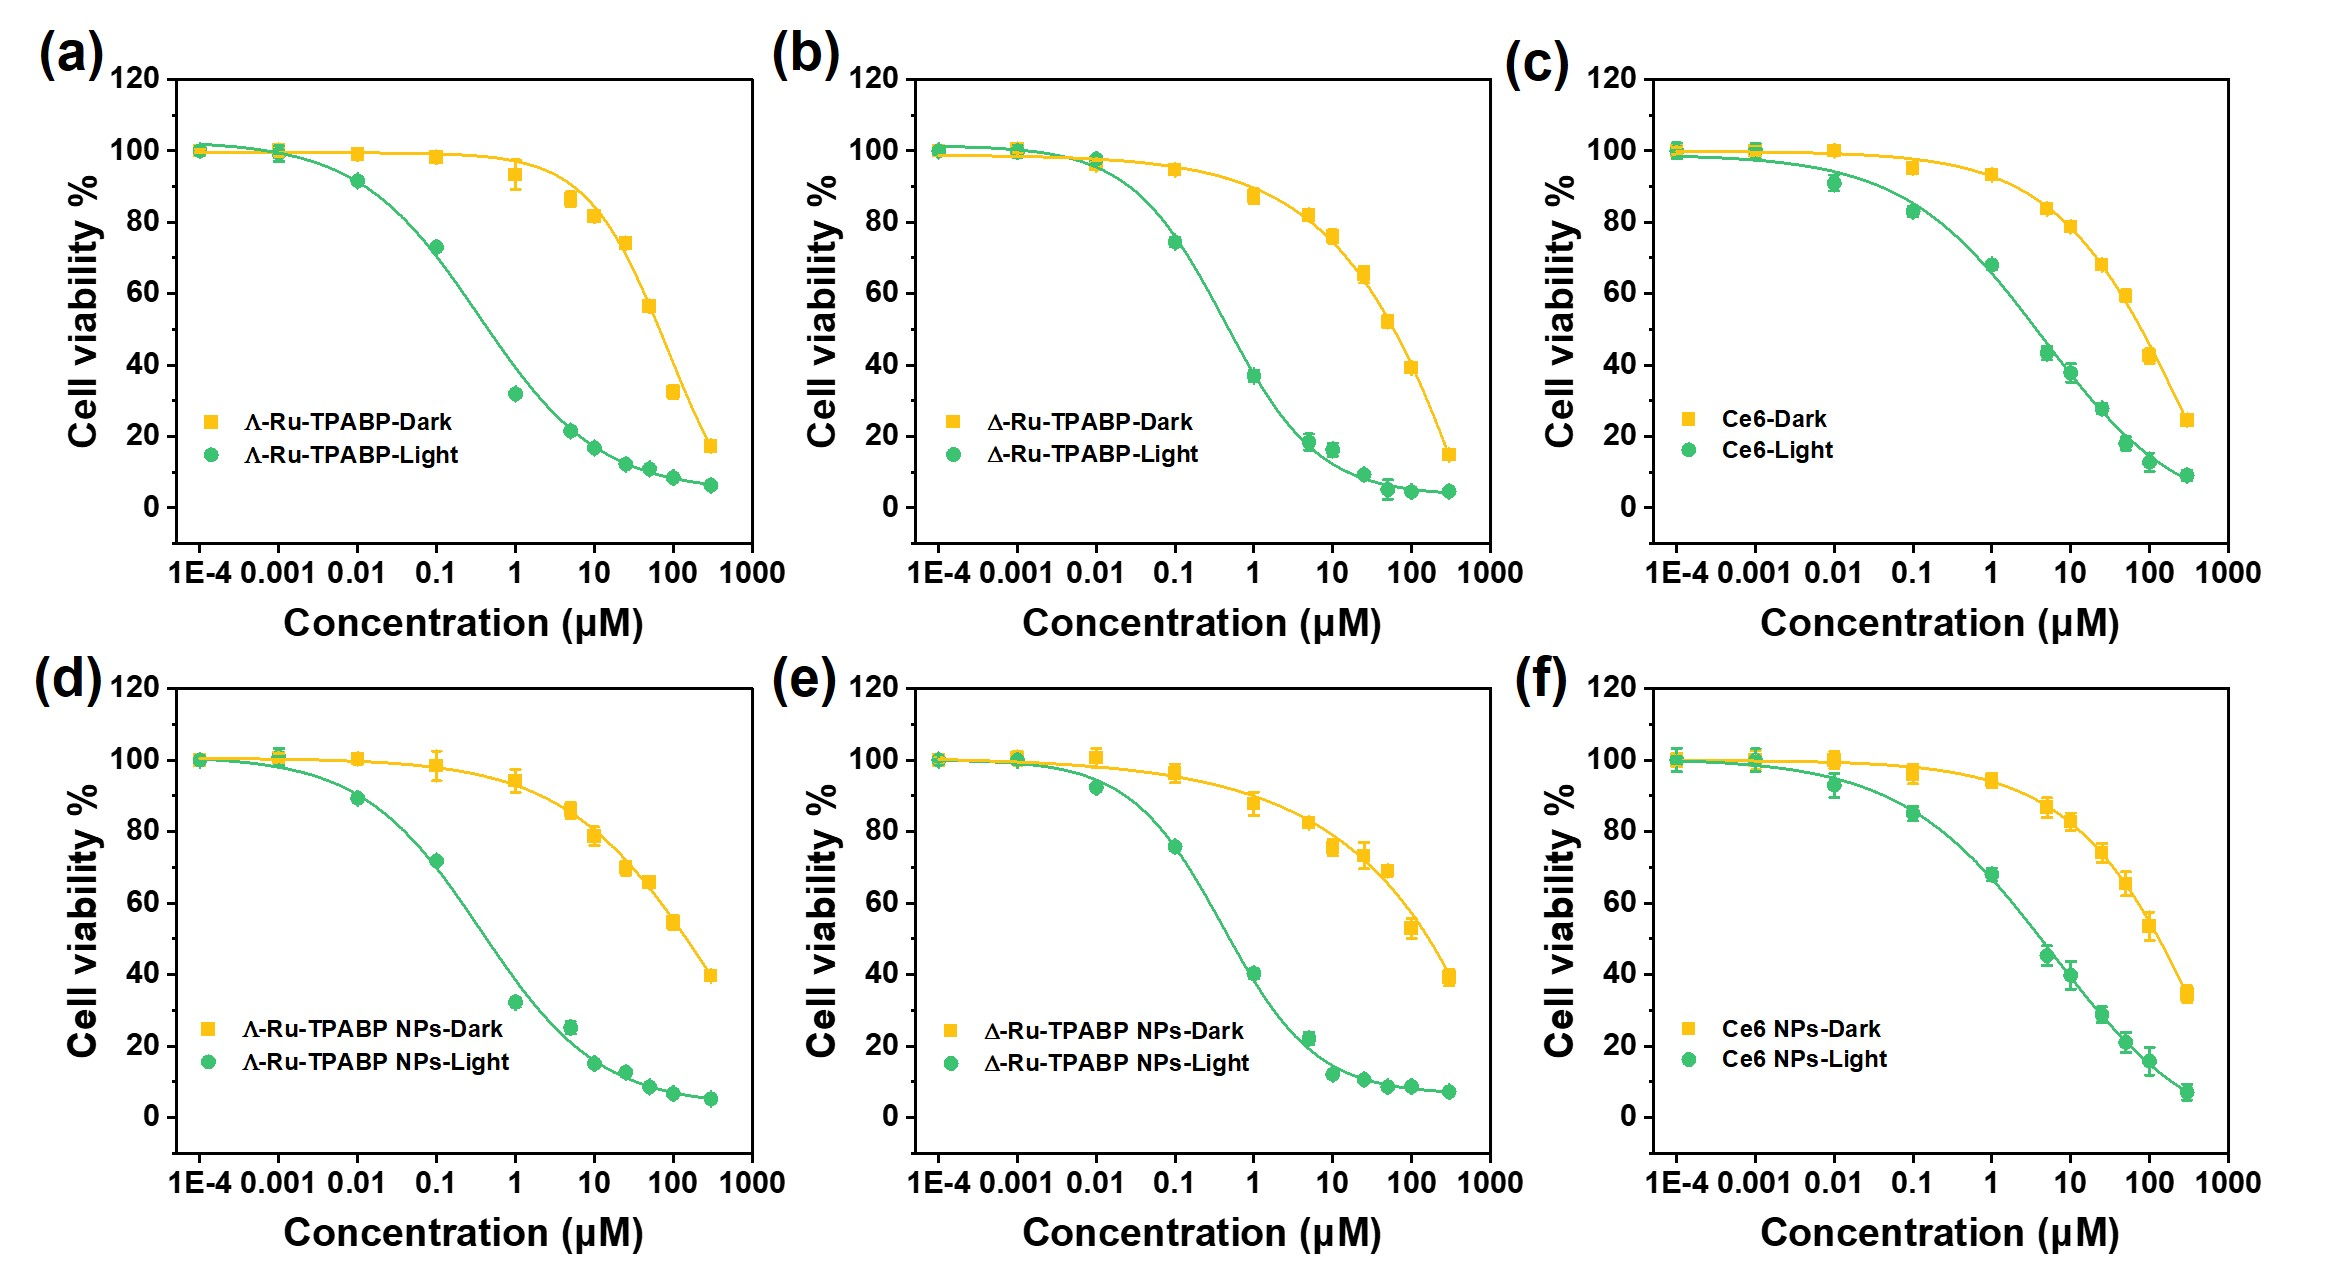 (a)
120
100
80
60
40
20
0
Cell viability %
Λ-Ru-TPABP-Dark
Λ-Ru-TPABP-Light
1E-4 0.001 0.01 0.1 1 10 100 1000
Concentration (μM)
(b)
120
100
80
60
40
20
0
Cell viability %
Δ-Ru-TPABP-Dark
Δ-Ru-TPABP-Light
1E-4 0.001 0.01 0.1 1 10 100 1000
Concentration (μM)
(c)
120
100
80
60
40
20
0
Cell viability %
Ce6-Dark
Ce6-Light
1E-4 0.001 0.01 0.1 1 10 100 1000
Concentration (μM)
(d)
120
100
80
60
40
20
0
Cell viability %
Λ-Ru-TPABP NPs-Dark
Λ-Ru-TPABP NPs-Light
1E-4 0.001 0.01 0.1 1 10 100 1000
Concentration (μM)
(e)
120
100
80
60
40
20
0
Cell viability %
Δ-Ru-TPABP NPs-Dark
Δ-Ru-TPABP NPs-Light
1E-4 0.001 0.01 0.1 1 10 100 1000
Concentration (μM)
(f)
120
100
80
60
40
20
0
Cell viability %
Ce6 NPs-Dark
Ce6 NPs-Light
1E-4 0.001 0.01 0.1 1 10 100 1000
Concentration (μM)